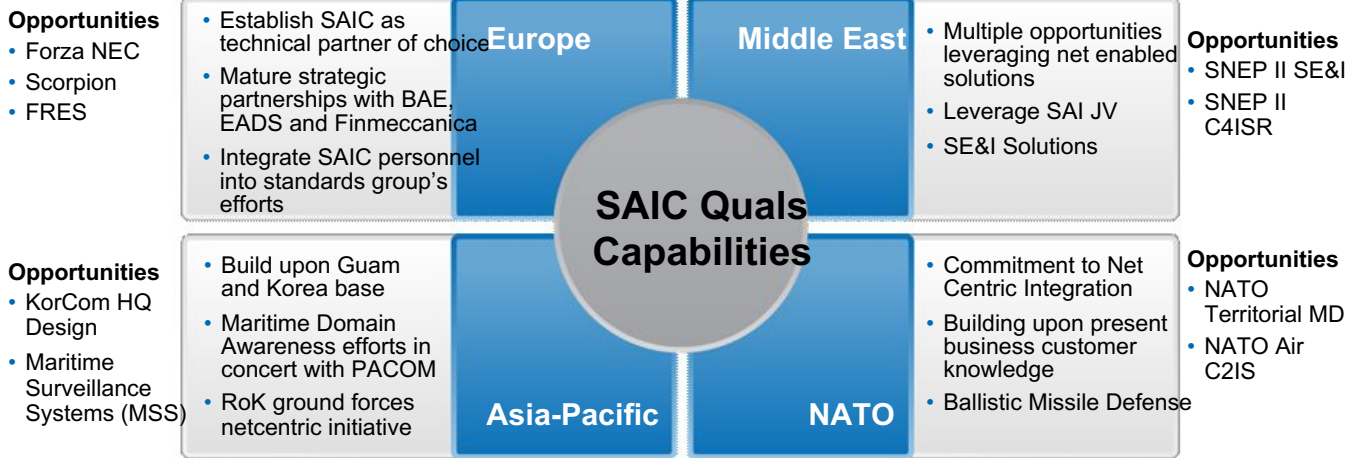 Opportunities
• Forza NEC
• Scorpion
• FRES
• Establish SAIC as
technical partner of choice
• Mature strategic
partnerships with BAE,
EADS and Finmeccanica
• Integrate SAIC personnel
into standards group's
efforts
Europe
Middle East
• Multiple opportunities
leveraging net enabled
solutions
• Leverage SAI JV
• SE&I Solutions
Opportunities
• SNEP II SE&I
• SNEP II
C4ISR
SAIC Quals
Capabilities
Opportunities
• KorCom HQ
Design
• Maritime
Surveillance
Systems (MSS)
• Build upon Guam
and Korea base
• Maritime Domain
Awareness efforts in
concert with PACOM
• RoK ground forces
netcentric initiative
Asia-Pacific
NATO
• Commitment to Net
Centric Integration
• Building upon present
business customer
knowledge
• Ballistic Missile Defense
Opportunities
• NATO
Territorial MD
• NATO Air
C2IS